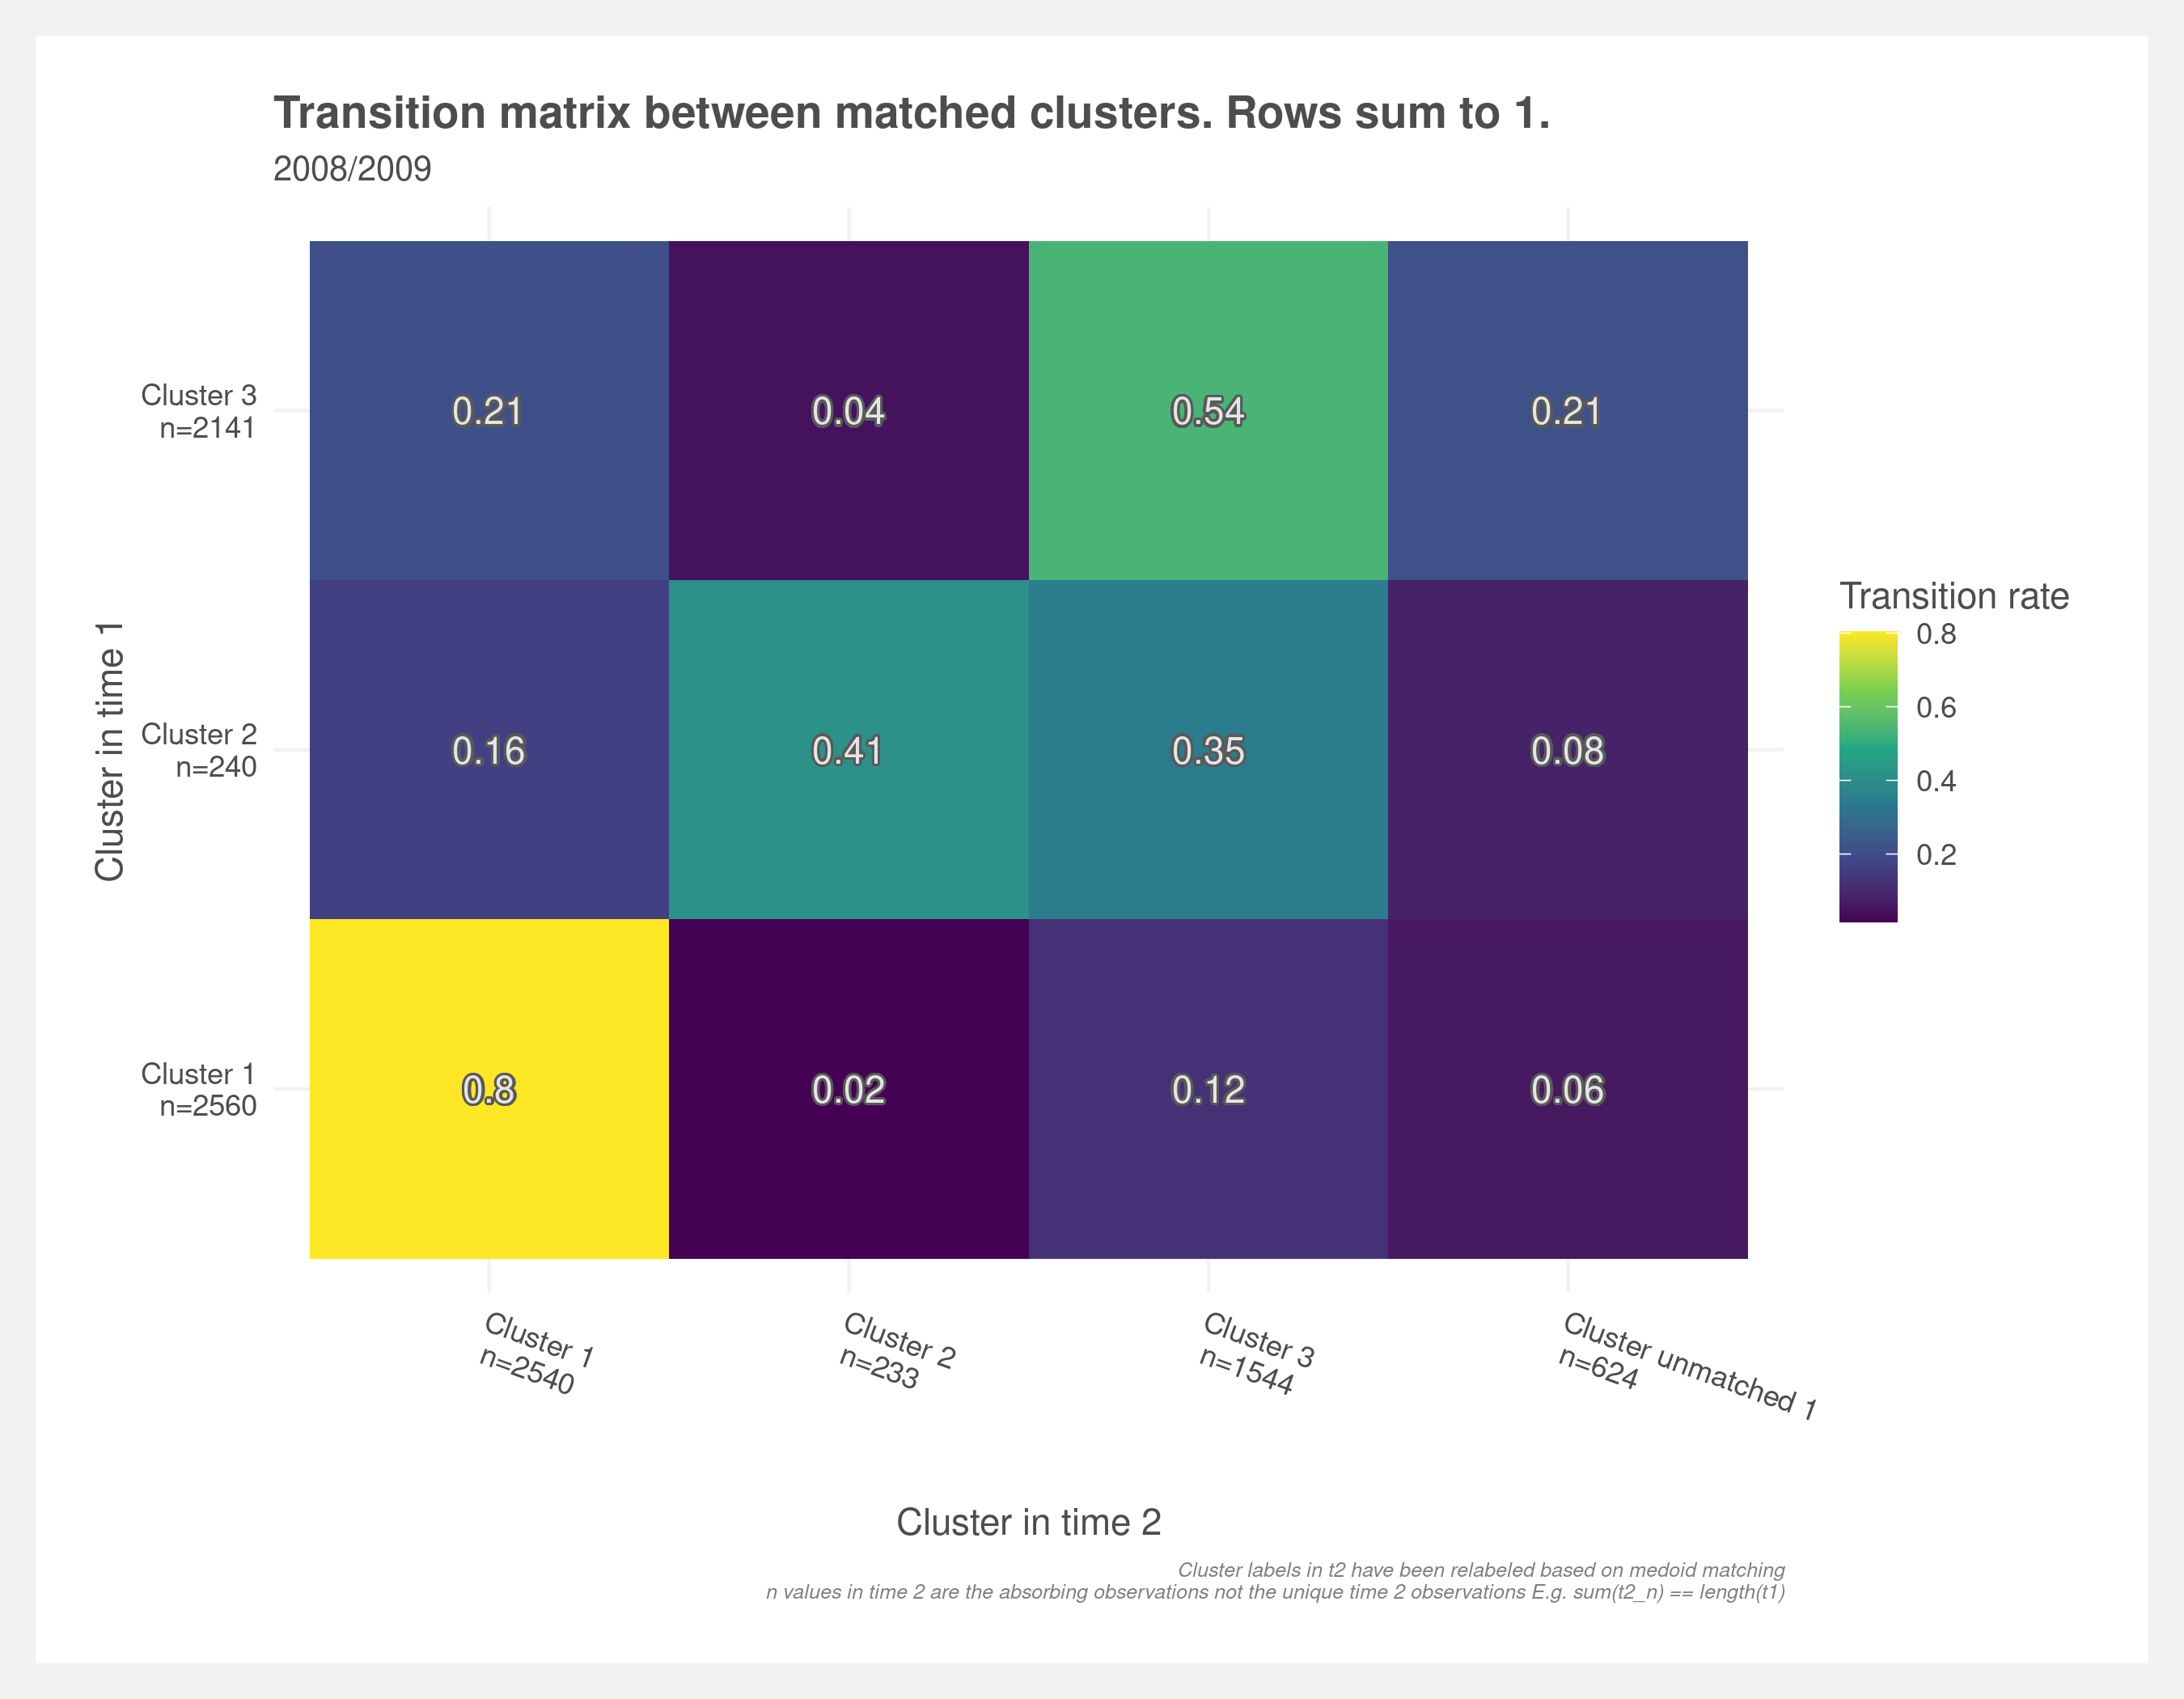 Transition matrix between matched clusters. Rows sum to 1.
2008/2009
Cluster in time 1
Cluster 3
n=2141
0.21 0.04 0.54 0.21
Cluster 2
n=240
0.16 0.41 0.35 0.08
Cluster 1
n=2560
0.8 0.02 0.12 0.06
Transition rate
0.8
0.6
0.4
0.2
Cluster 1
n=2540
Cluster 2
n=233
Cluster 3
n=1544
Cluster unmatched 1
n=624
Cluster in time 2
Cluster labels in t2 have been relabeled based on medoid matching
n values in time 2 are the absorbing observations not the unique time 2 observations E.g. sum(t2_n) == length(t1)